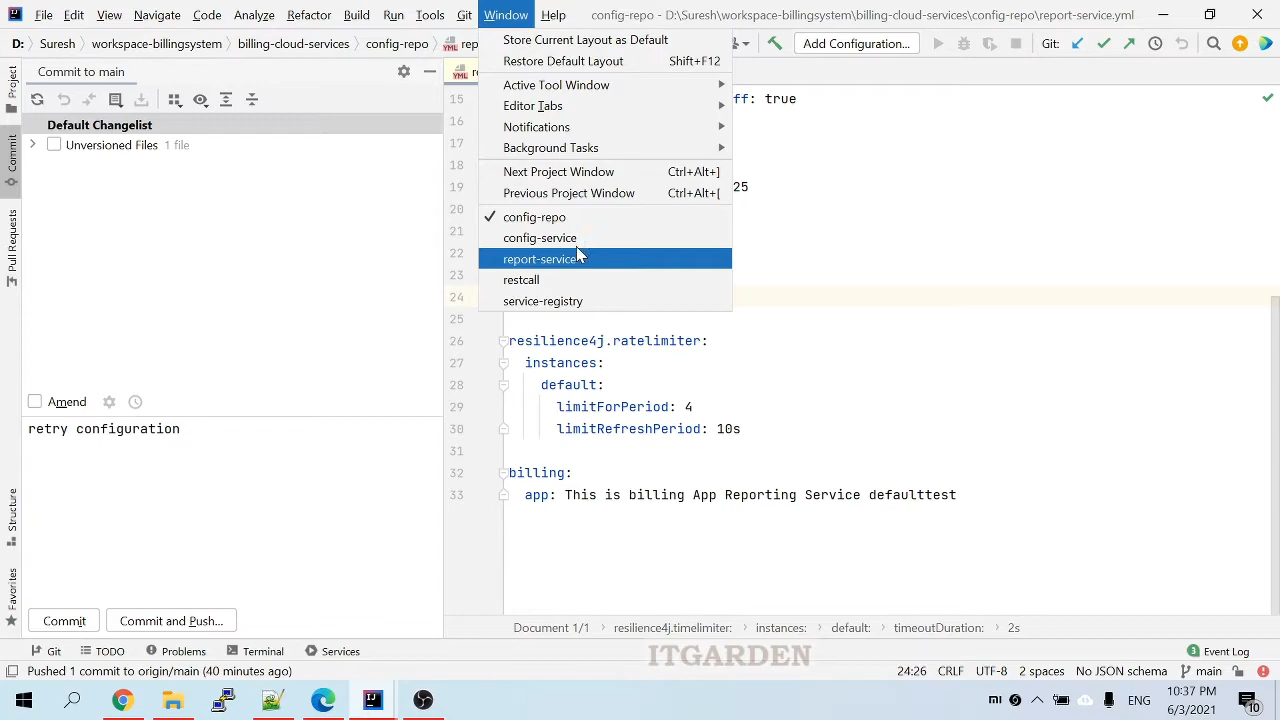 File Edit View Navigate Code Analyze Refactor Build Run Tools Git Window Help config-repo - D:\Suresh\workspace-billingsystem\billing-cloud-services\config-repo\report-service.yml
D: Suresh workspace-billingsystem billing-cloud-services config-repo Add Configuration... Git:
Commit to main
Default Changelist
Unversioned Files 1 file
Amend
retry configuration
Commit
Commit and Push...
Project
Commit
Pull Requests
Structure
Favorites
Store Current Layout as Default
Restore Default Layout Shift+F12
Active Tool Window
Editor Tabs
Notifications
Background Tasks
Next Project Window Ctrl+Alt+]
Previous Project Window Ctrl+Alt+[
config-repo
config-service
report-service
restcall
service-registry
15 ff: true
16
17
18
19 25
20
21
22
23
24
25
26 resilience4j.ratelimiter:
27 instances:
28 default:
29 limitForPeriod: 4
30 limitRefreshPeriod: 10s
31
32 billing:
33 app: This is billing App Reporting Service defaulttest
Document 1/1 resilience4j.timelimiter: instances: default: timeoutDuration: 2s
Git TODO Problems Terminal Services 3 Event Log
ITGARDEN
Pushed 1 commit to origin/main (40 minutes ago) 24:26 CRLF UTF-8 2 spaces No JSON schema main
ENG
10:37 PM
6/3/2021
10